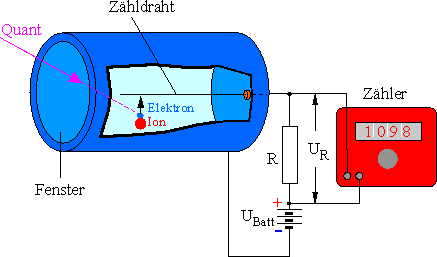 Zähldraht
Quant
Elektron
Ion
Fenster
R
U_R
+
U_Batt
-
Zähler
1098